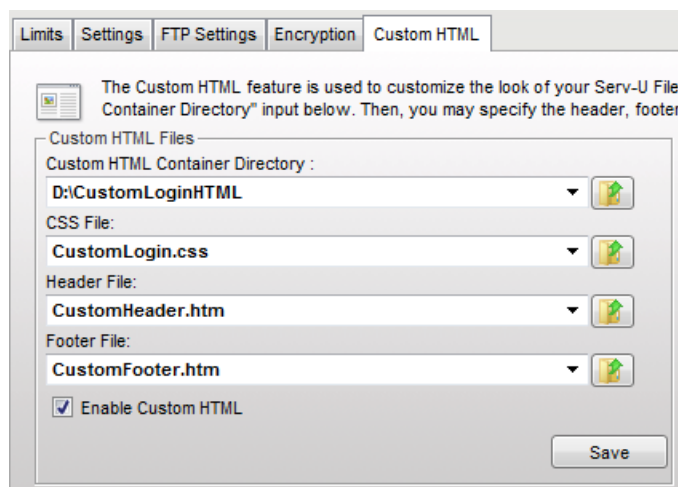 Limits Settings FTP Settings Encryption Custom HTML
The Custom HTML feature is used to customize the look of your Serv-U File
Container Directory" input below. Then, you may specify the header, footer
Custom HTML Files
Custom HTML Container Directory :
D:\CustomLoginHTML
CSS File:
CustomLogin.css
Header File:
CustomHeader.htm
Footer File:
CustomFooter.htm
Enable Custom HTML
Save